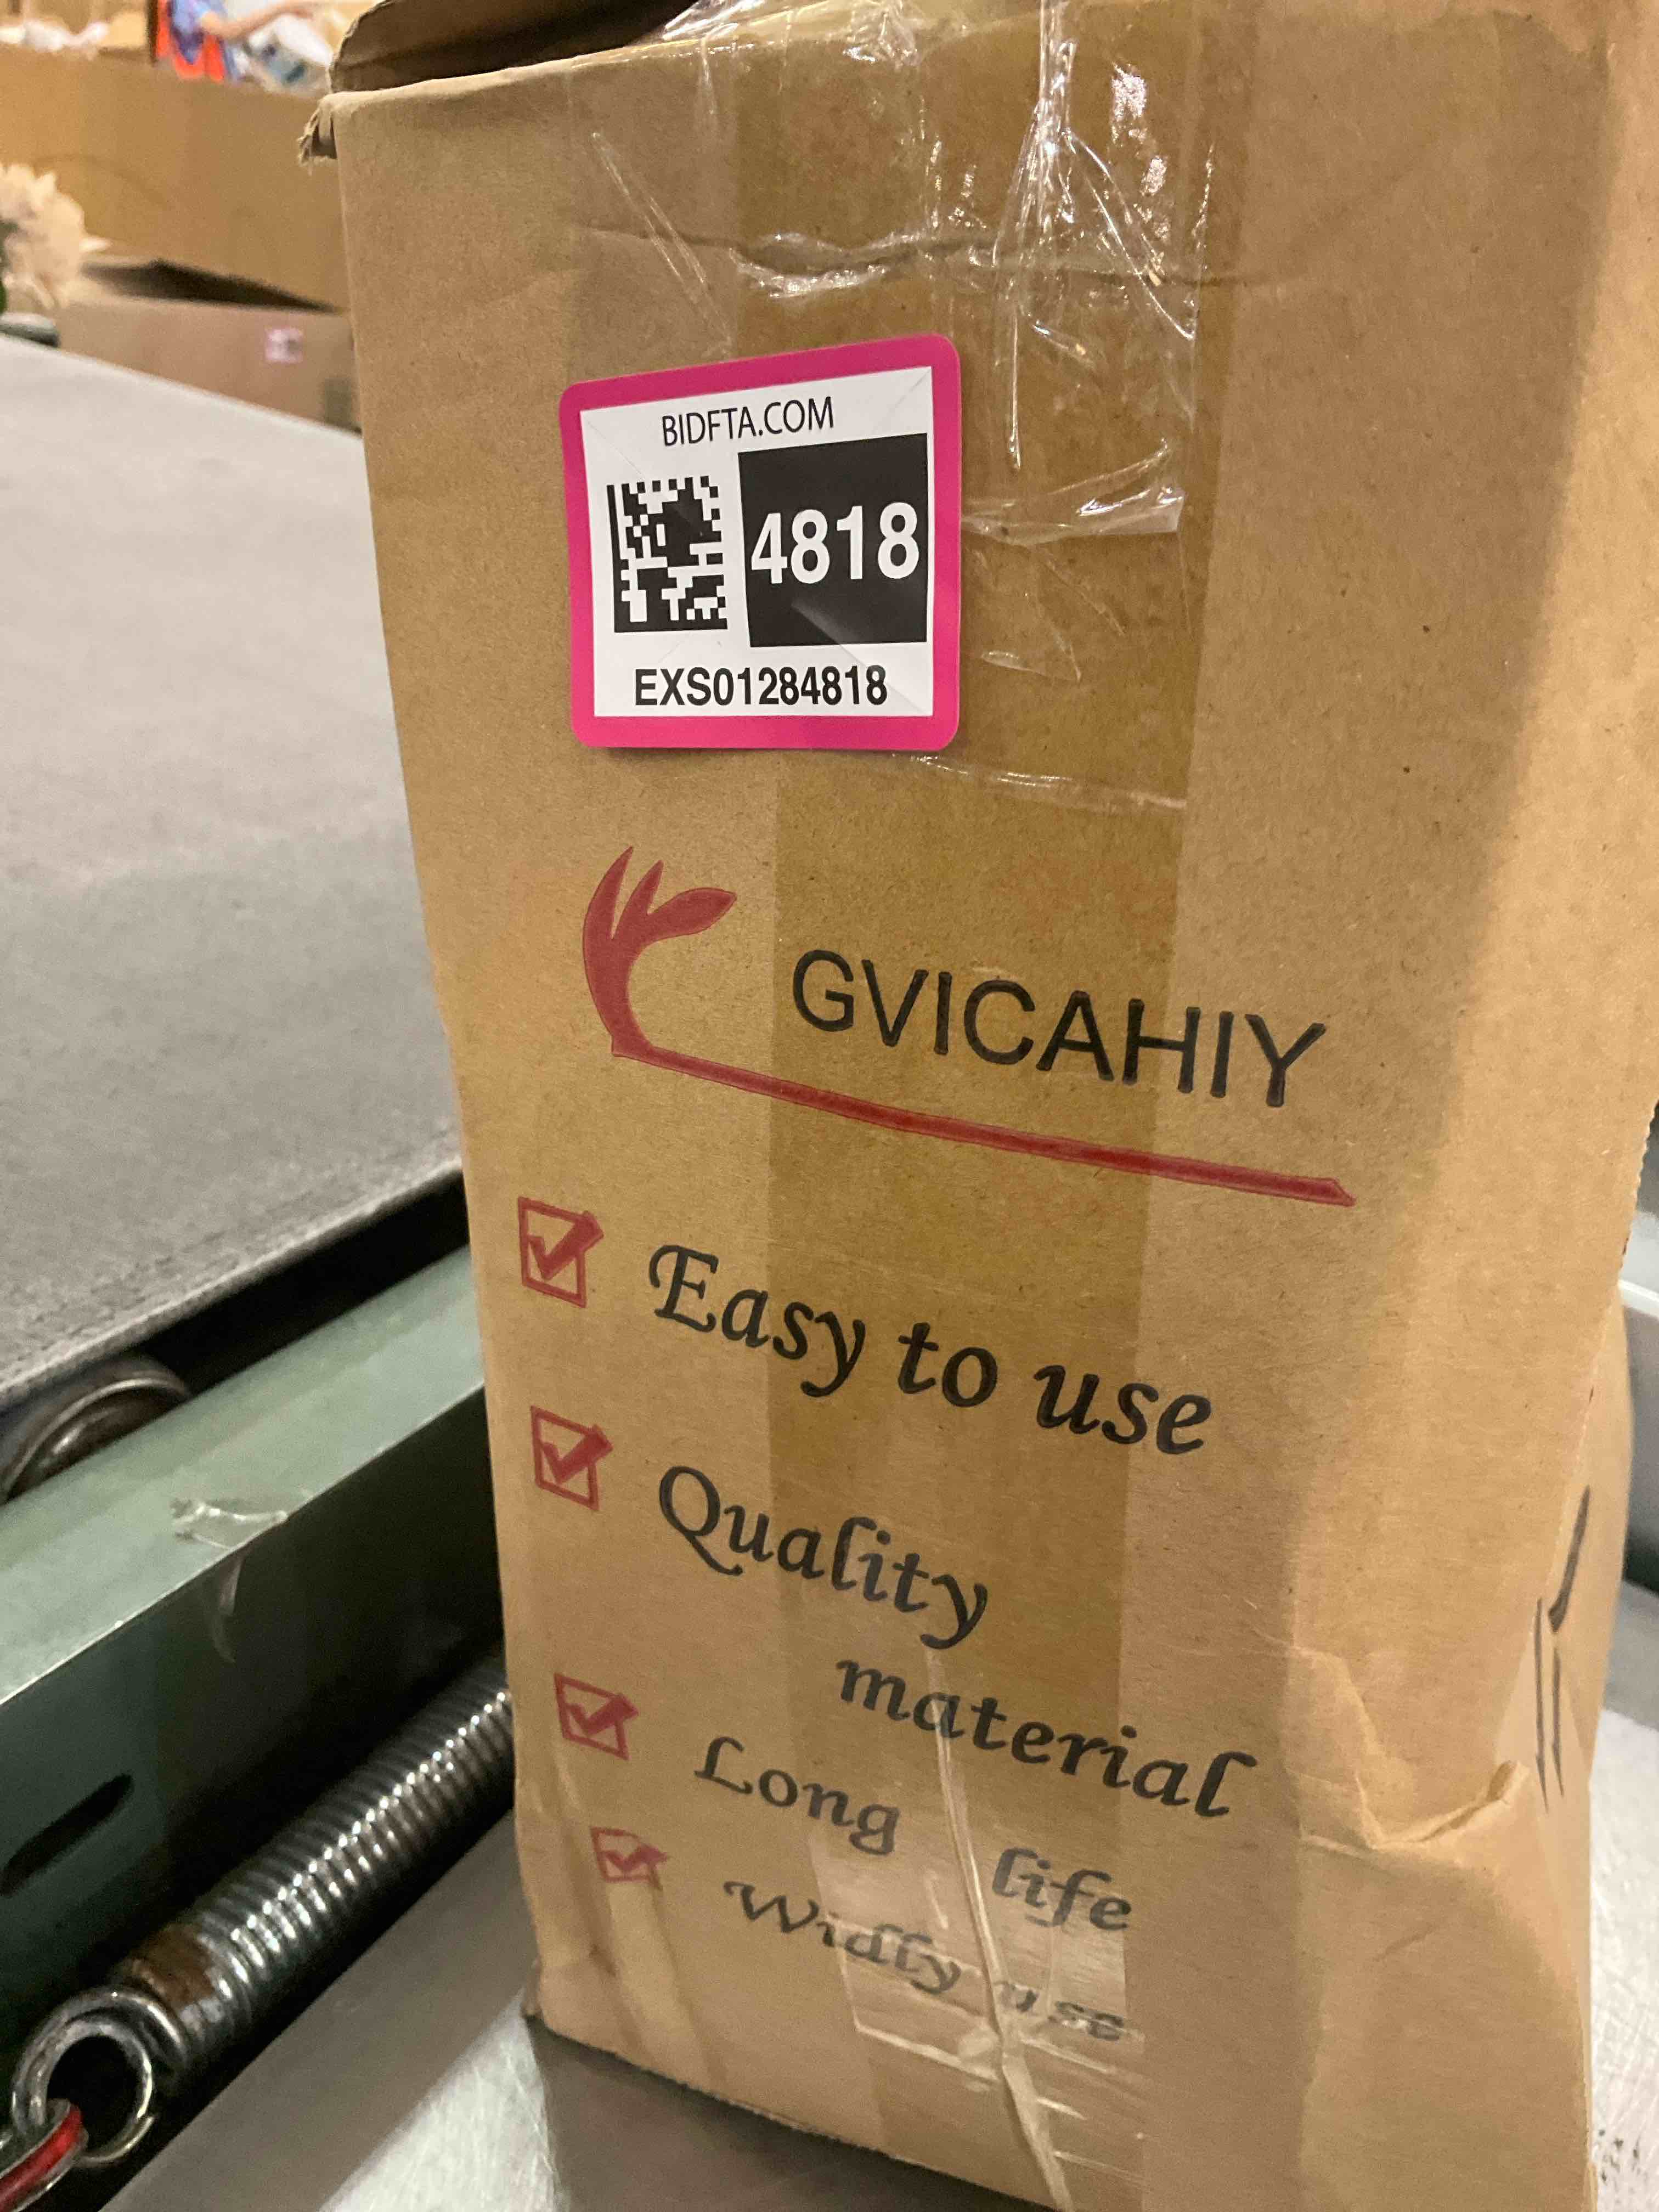 BIDFTA.COM
4818
EXS01284818
GVICAHIY
Easy to use
Quality
material
Long life
Widly use